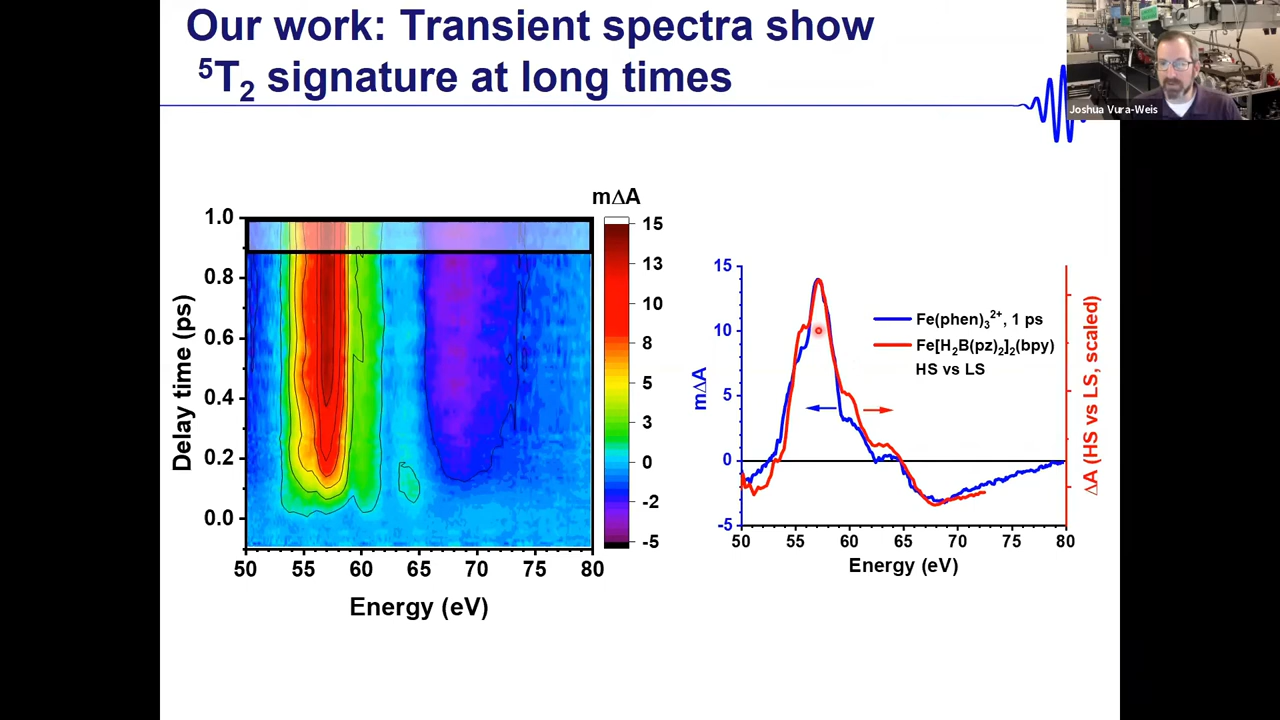 Our work: Transient spectra show
⁵T₂ signature at long times
Joshua Vura-Weis
mΔA
1.0
0.8
0.6
0.4
0.2
0.0
Delay time (ps)
50 55 60 65 70 75 80
Energy (eV)
15
13
10
8
5
3
0
-2
-5
15
10
5
0
-5
mΔA
Fe(phen)₃²⁺, 1 ps
Fe[H₂B(pz)₂]₂(bpy)
HS vs LS
ΔA (HS vs LS, scaled)
50 55 60 65 70 75 80
Energy (eV)